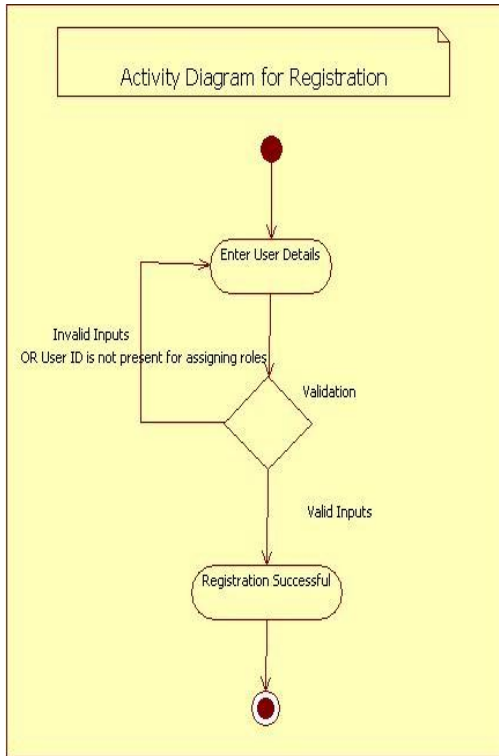 Activity Diagram for Registration
Enter User Details
Invalid Inputs
OR User ID is not present for assigning roles
Validation
Valid Inputs
Registration Successful